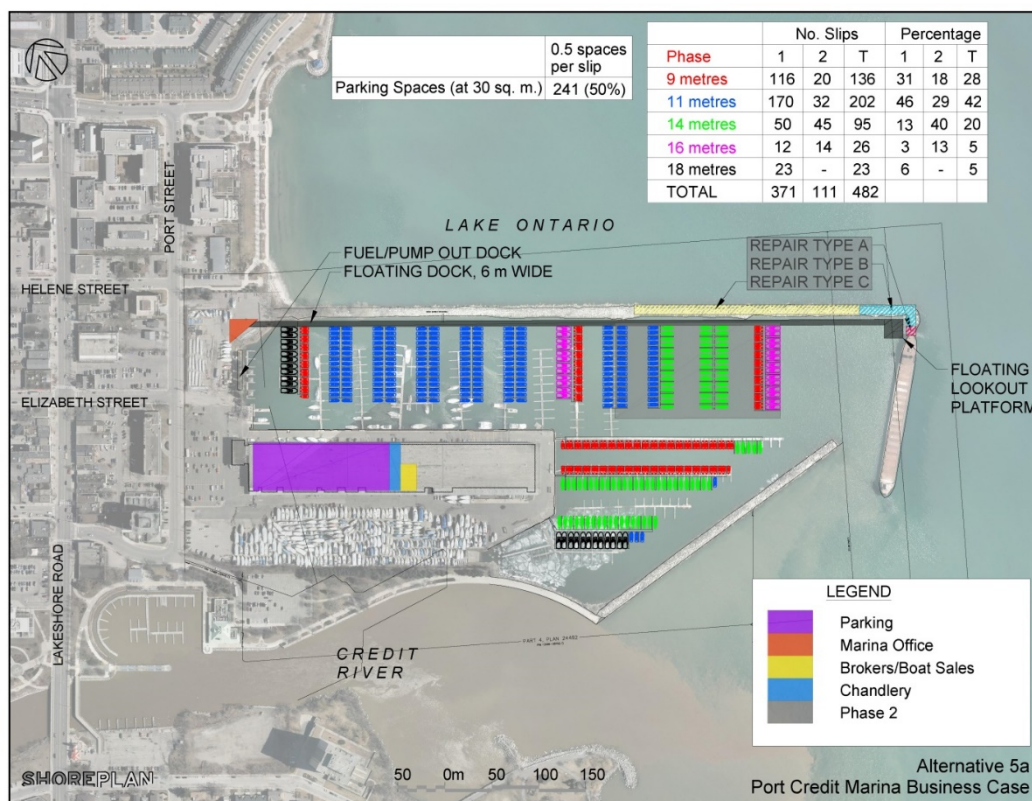 0.5 spaces
per slip
Parking Spaces (at 30 sq. m.) 241 (50%)
No. Slips Percentage
Phase 1 2 T 1 2 T
9 metres 116 20 136 31 18 28
11 metres 170 32 202 46 29 42
14 metres 50 45 95 13 40 20
16 metres 12 14 26 3 13 5
18 metres 23 - 23 6 - 5
TOTAL 371 111 482
PORT STREET
LAKE ONTARIO
FUEL/PUMP OUT DOCK
FLOATING DOCK, 6 m WIDE
REPAIR TYPE A
REPAIR TYPE B
REPAIR TYPE C
HELENE STREET
ELIZABETH STREET
FLOATING
LOOKOUT
PLATFORM
LAKESHORE ROAD
CREDIT
RIVER
LEGEND
Parking
Marina Office
Brokers/Boat Sales
Chandlery
Phase 2
SHOREPLAN
50 0m 50 100 150
Alternative 5a
Port Credit Marina Business Case